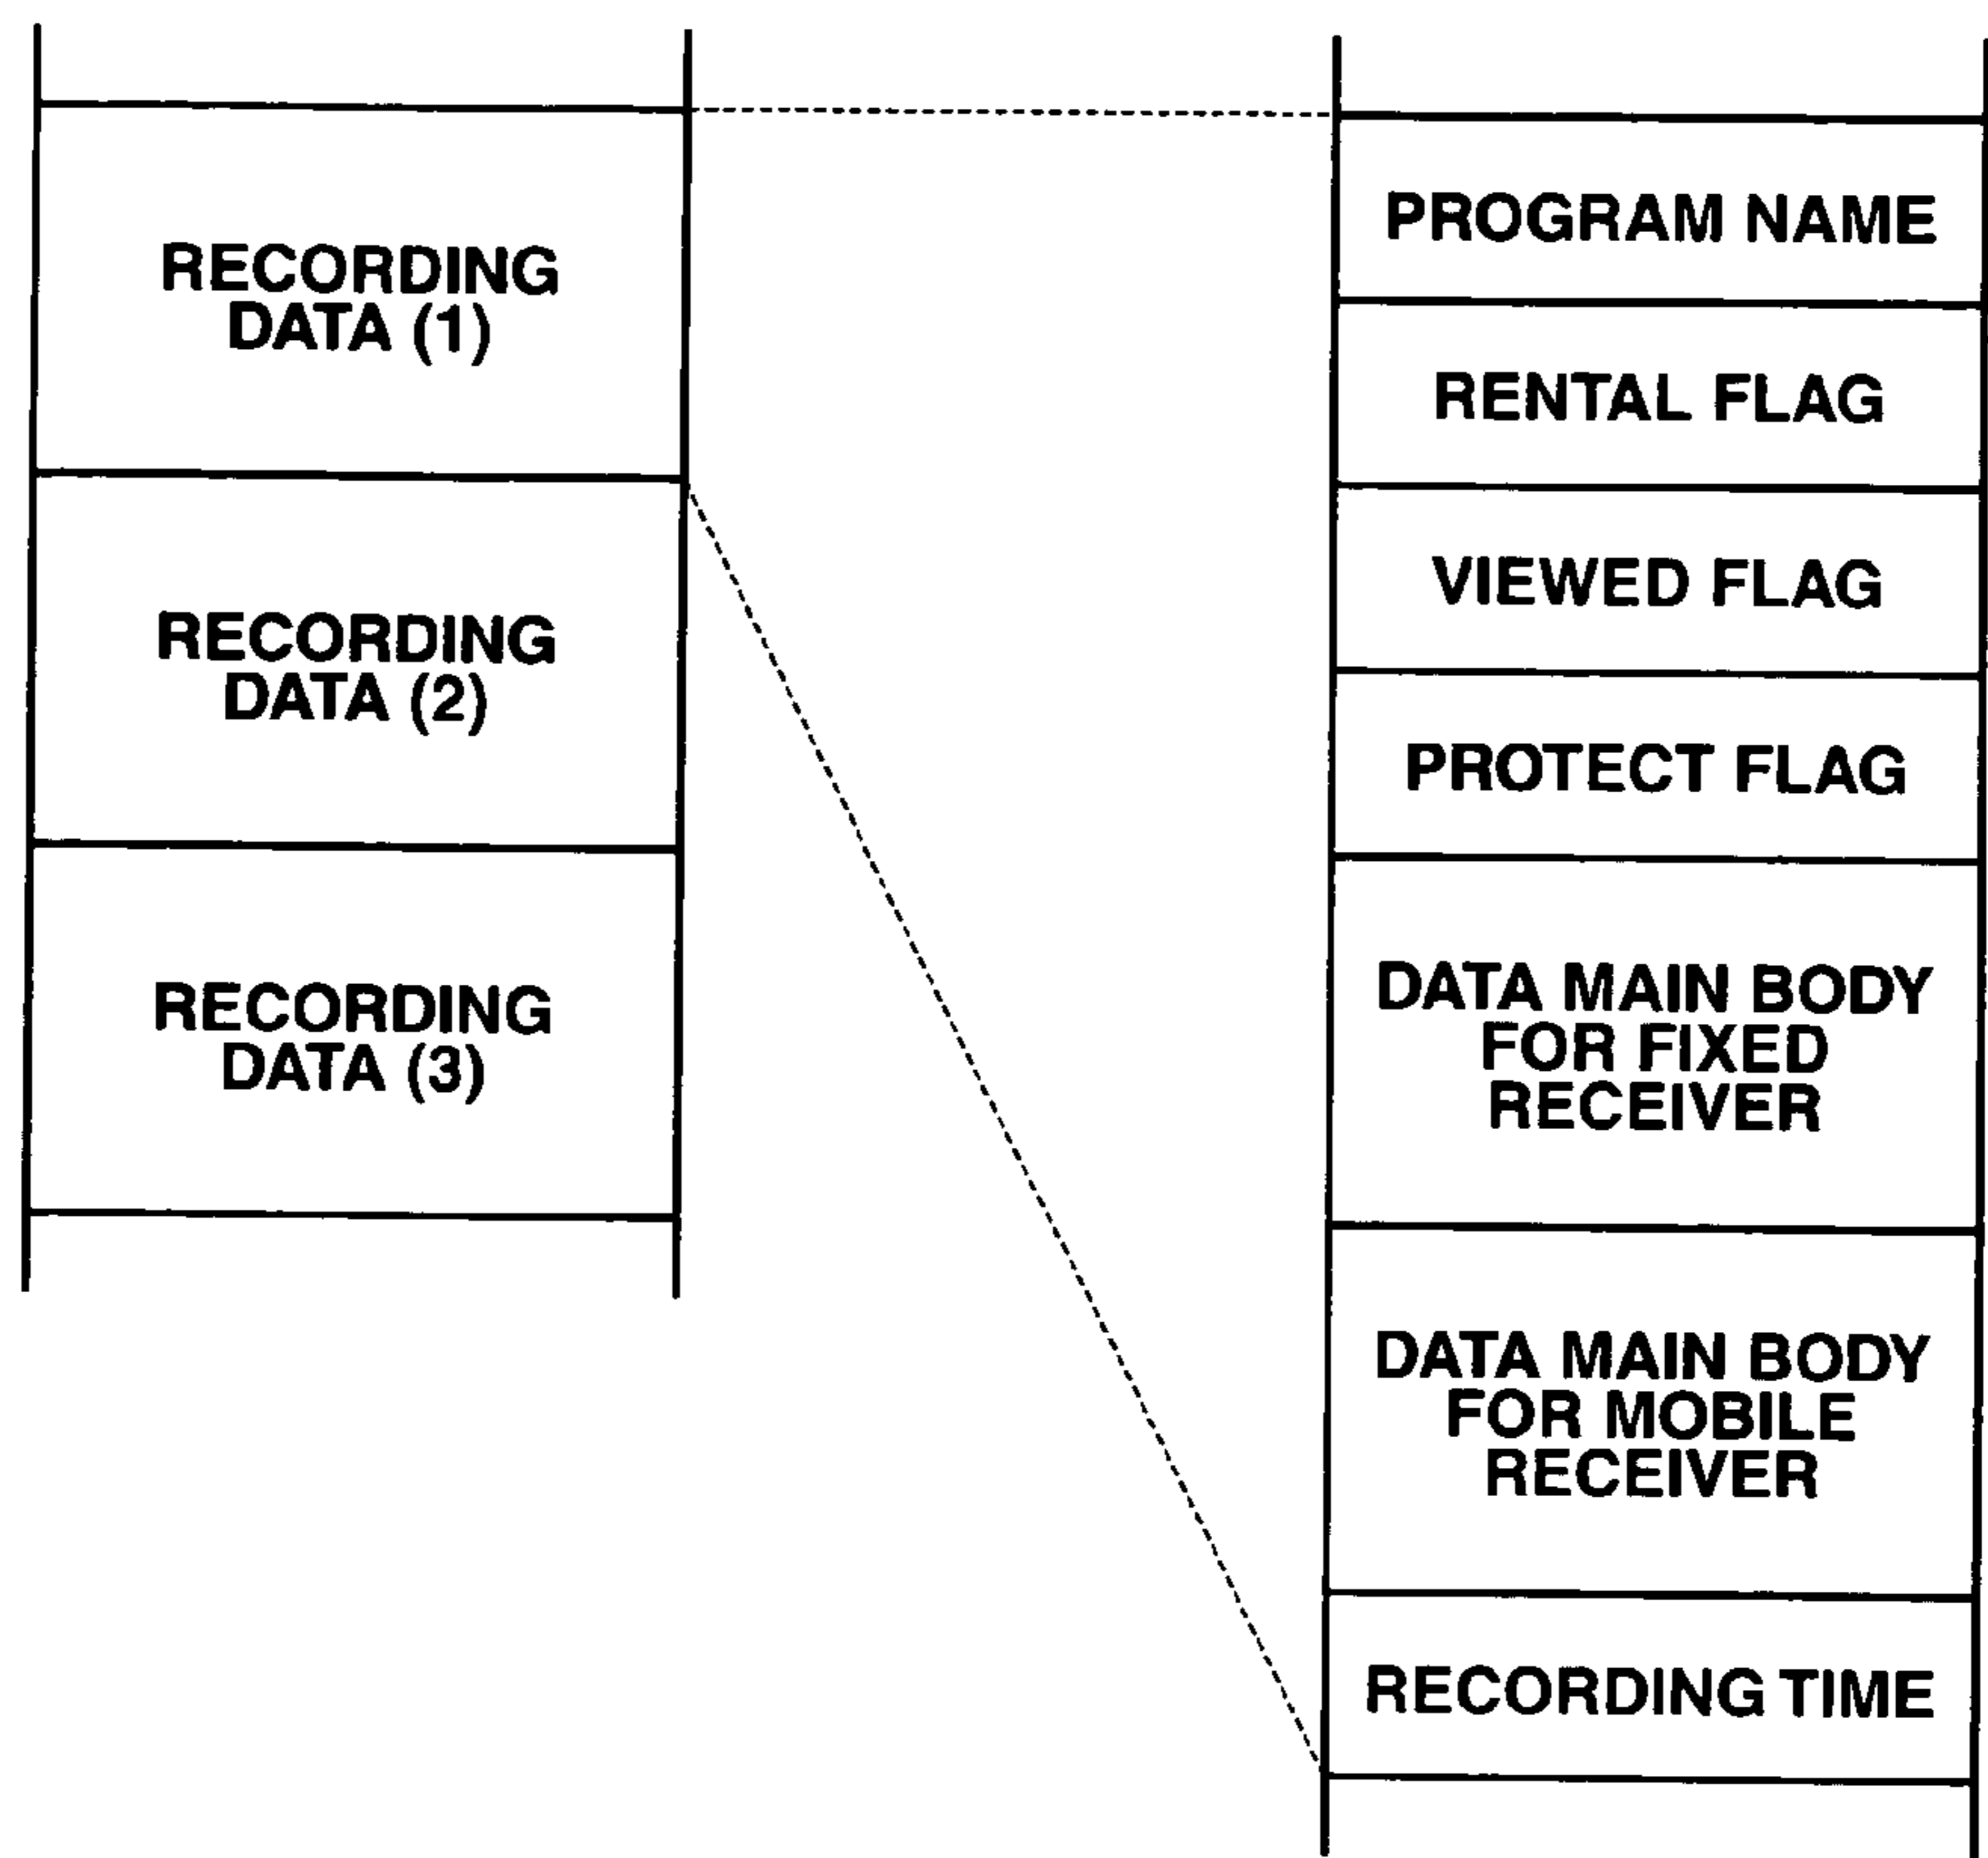 RECORDING
DATA (1)
RECORDING
DATA (2)
RECORDING
DATA (3)
PROGRAM NAME
RENTAL FLAG
VIEWED FLAG
PROTECT FLAG
DATA MAIN BODY
FOR FIXED
RECEIVER
DATA MAIN BODY
FOR MOBILE
RECEIVER
RECORDING TIME